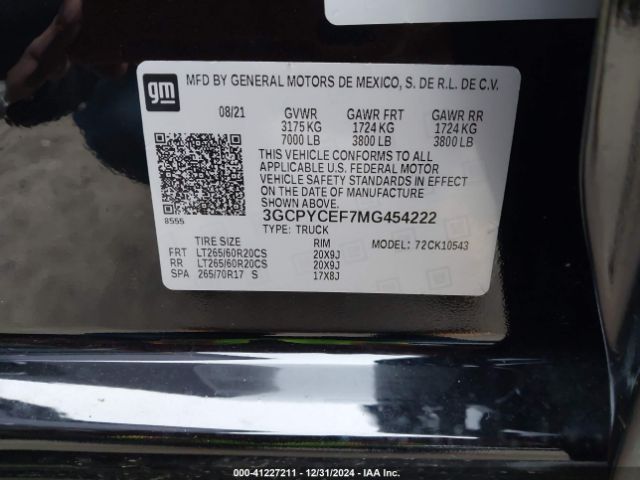 gm
MFD BY GENERAL MOTORS DE MEXICO, S. DE R.L. DE C.V.
08/21 GVWR GAWR FRT GAWR RR
3175 KG 1724 KG 1724 KG
7000 LB 3800 LB 3800 LB
THIS VEHICLE CONFORMS TO ALL
APPLICABLE U.S. FEDERAL MOTOR
VEHICLE SAFETY STANDARDS IN EFFECT
ON THE DATE OF MANUFACTURE
SHOWN ABOVE.
8555 3GCPYCEF7MG454222
TYPE: TRUCK
TIRE SIZE RIM MODEL: 72CK10543
FRT LT265/60R20CS 20X9J
RR LT265/60R20CS 20X9J
SPA 265/70R17 S 17X8J
000-41227211 - 12/31/2024 - IAA Inc.